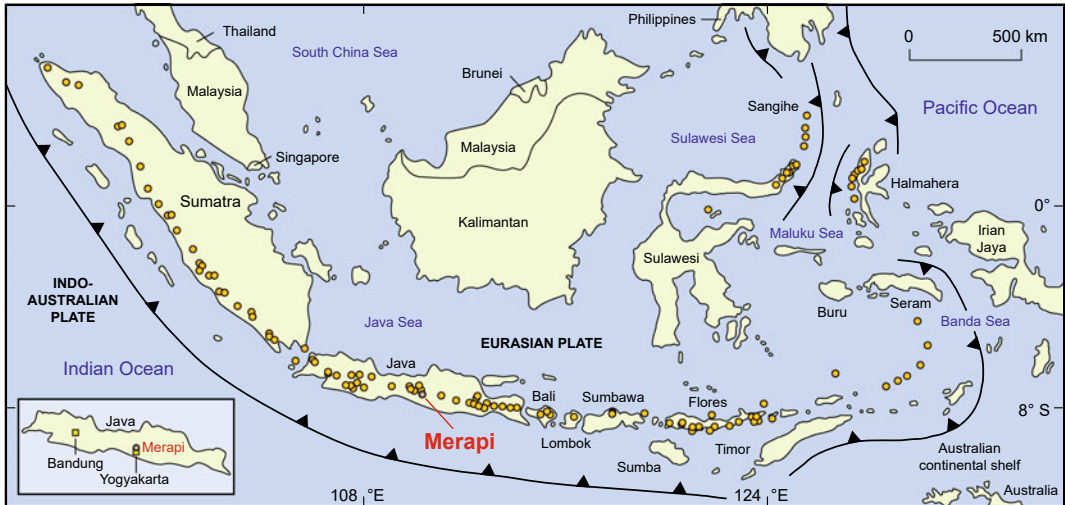 Philippines
Thailand
South China Sea
0 500 km
Brunei
Malaysia
Sangihe
Pacific Ocean
Sulawesi Sea
Malaysia
Singapore
Halmahera
Sumatra
0°
Kalimantan
Maluku Sea
Irian
Jaya
Sulawesi
INDO-
AUSTRALIAN
PLATE
Buru
Seram
Java Sea
Banda Sea
EURASIAN PLATE
Indian Ocean
Java
Bali
Sumbawa
Flores
8° S
Merapi
Lombok
Timor
Sumba
Australian
continental shelf
Java
Merapi
Bandung
Yogyakarta
108 °E
124 °E
Australia